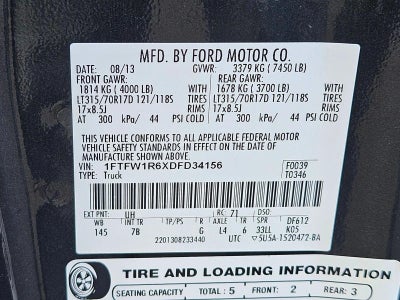 MFD. BY FORD MOTOR CO.
DATE: 08/13 GVWR: 3379 KG (7450 LB)
FRONT GAWR: REAR GAWR:
1814 KG (4000 LB) 1678 KG (3700 LB)
LT315/70R17D 121/118S TIRES LT315/70R17D 121/118S TIRES
17x8.5J RIMS 17x8.5J RIMS
AT 300 kPa/ 44 PSI COLD AT 300 kPa/ 44 PSI COLD
THIS VEHICLE CONFORMS TO ALL APPLICABLE FEDERAL MOTOR
VEHICLE SAFETY STANDARDS IN EFFECT ON THE DATE OF
MANUFACTURE SHOWN ABOVE.
VIN: 1FTFW1R6XDFD34156 F0039
TYPE: Truck T0346
EXT PNT: UH RC: 71 DSO:
WB INT TR TP/PS R AXLE TR SPR DF612
145 7B G L4 6 33LL K05
2201308233440 UTC ▽ 5U5A-1520472-BA
TIRE AND LOADING INFORMATION
SEATING CAPACITY TOTAL: 5 FRONT: 2 REAR: 3